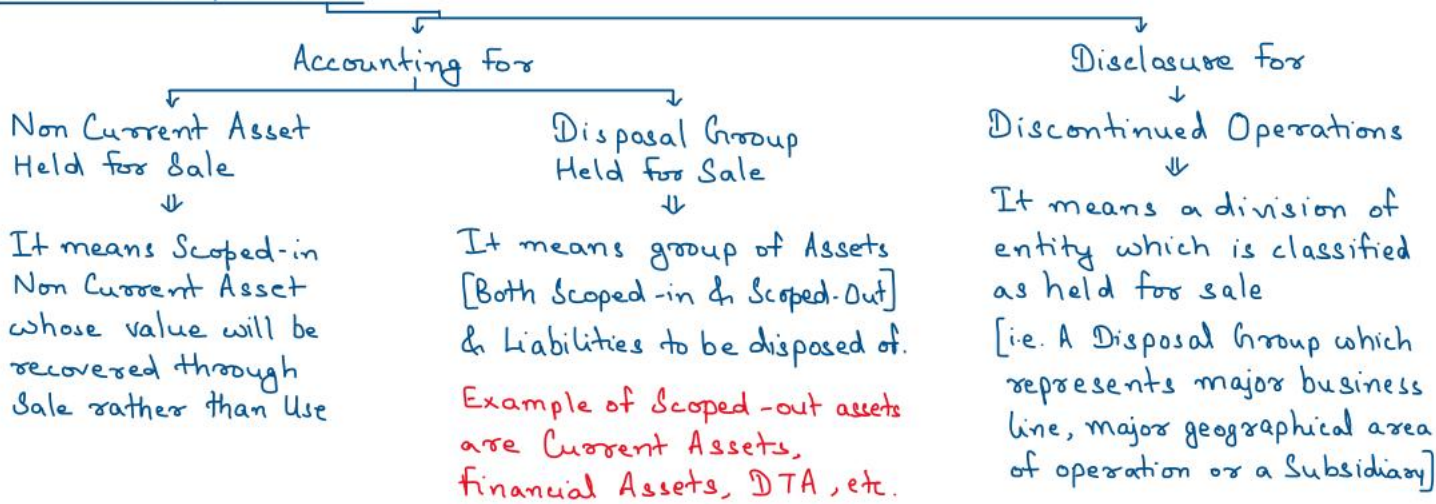 Accounting for
Non Current Asset
Held for Sale
⇓
It means Scoped-in
Non Current Asset
whose value will be
recovered through
Sale rather than Use
Disposal Group
Held for Sale
⇓
It means group of Assets
[Both Scoped-in & Scoped-Out]
& Liabilities to be disposed of.
Example of Scoped-out assets
are Current Assets,
Financial Assets, DTA, etc.
Disclosure for
Discontinued Operations
⇓
It means a division of
entity which is classified
as held for sale
[i.e. A Disposal Group which
represents major business
line, major geographical area
of operation or a Subsidiary]